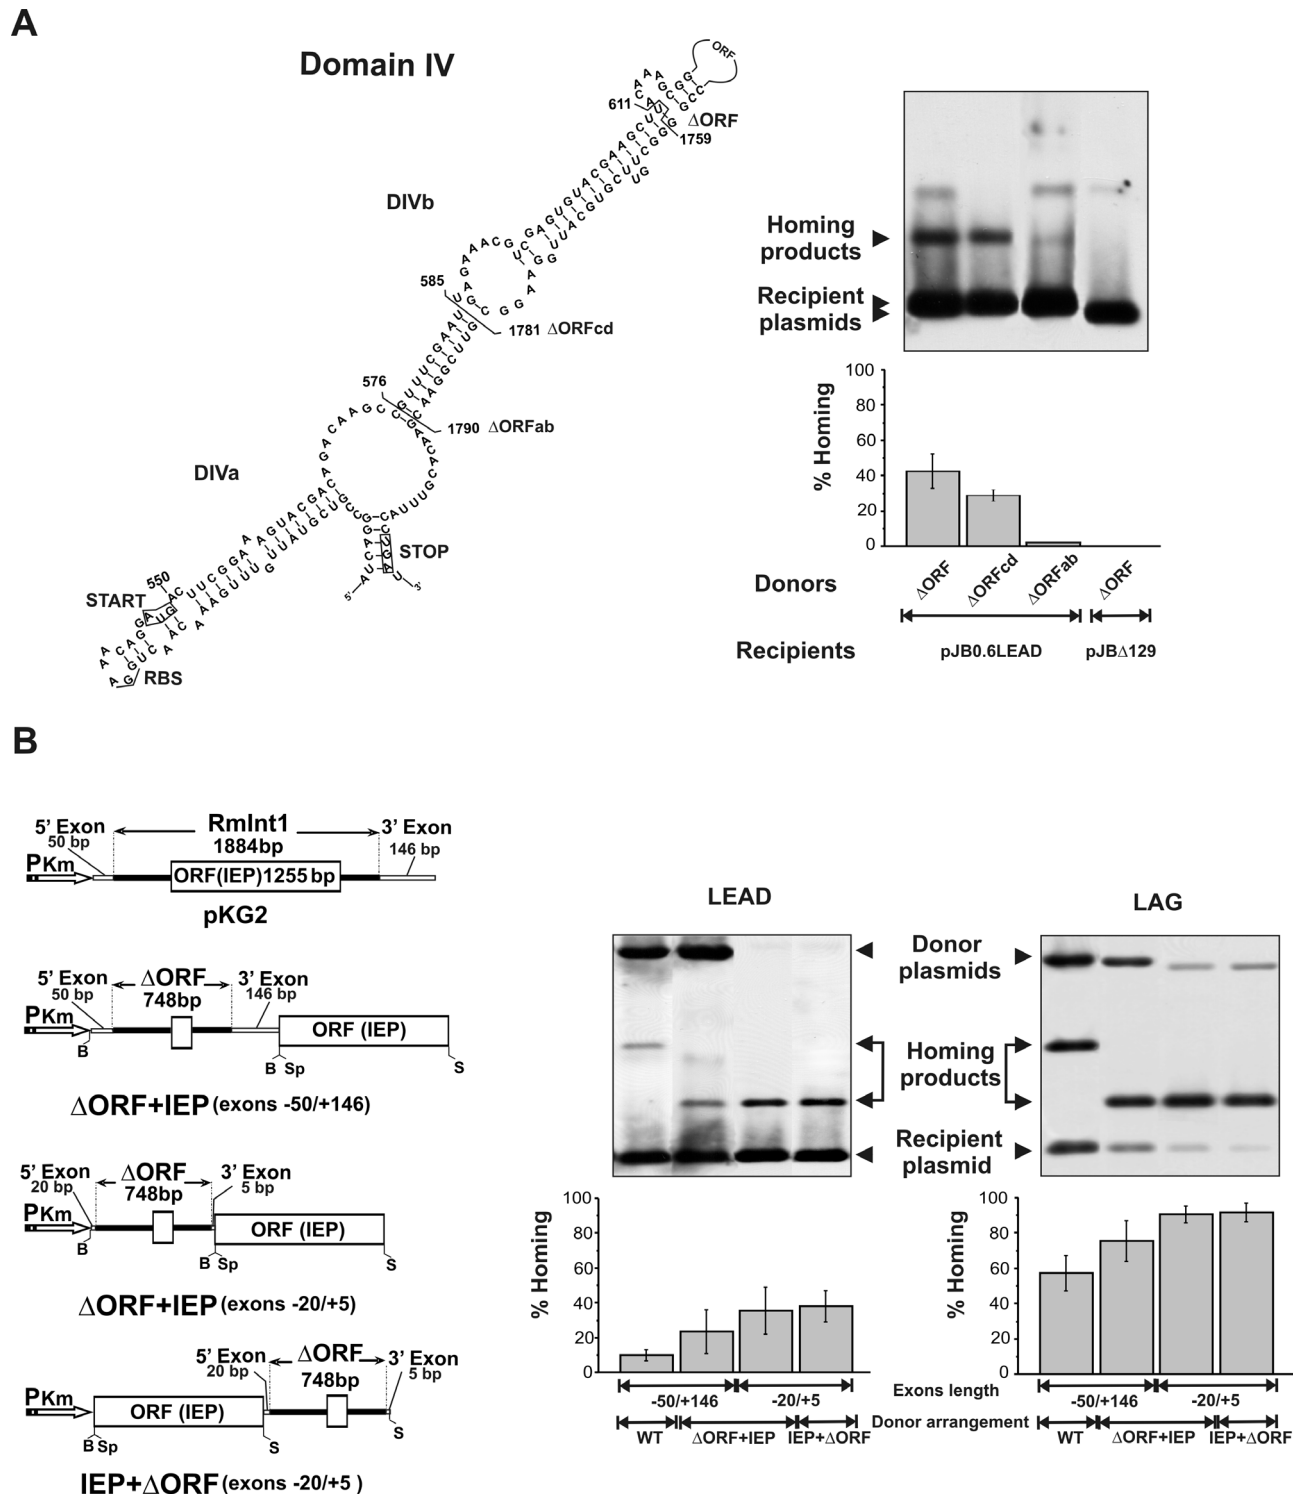 A
Domain IV
ORF
611
ΔORF
1759
DIVb
585
1781 ΔORFcd
576
1790 ΔORFab
DIVa
STOP
5'
3'
550
START
RBS
Homing
products
Recipient
plasmids
% Homing
100
80
60
40
20
0
Donors
ΔORF
ΔORFcd
ΔORFab
ΔORF
Recipients
pJB0.6LEAD
pJBΔ129
B
5' Exon
50 bp
RmInt1
1884bp
3' Exon
146 bp
PKm
ORF(IEP)1255 bp
pKG2
5' Exon
50 bp
ΔORF
748bp
3' Exon
146 bp
PKm
ORF (IEP)
B
B Sp
S
ΔORF+IEP (exons -50/+146)
5' Exon
20 bp
ΔORF
748bp
3' Exon
5 bp
PKm
ORF (IEP)
B
B Sp
S
ΔORF+IEP (exons -20/+5)
5' Exon
20 bp
ΔORF
748bp
3' Exon
5 bp
PKm
ORF (IEP)
B Sp
S
S
IEP+ΔORF (exons -20/+5 )
LEAD
LAG
Donor
plasmids
Homing
products
Recipient
plasmid
% Homing
100
80
60
40
20
0
% Homing
100
80
60
40
20
0
Exons length
-50/+146
-20/+5
-50/+146
-20/+5
Donor arrangement
WT
ΔORF+IEP
IEP+ΔORF
WT
ΔORF+IEP
IEP+ΔORF